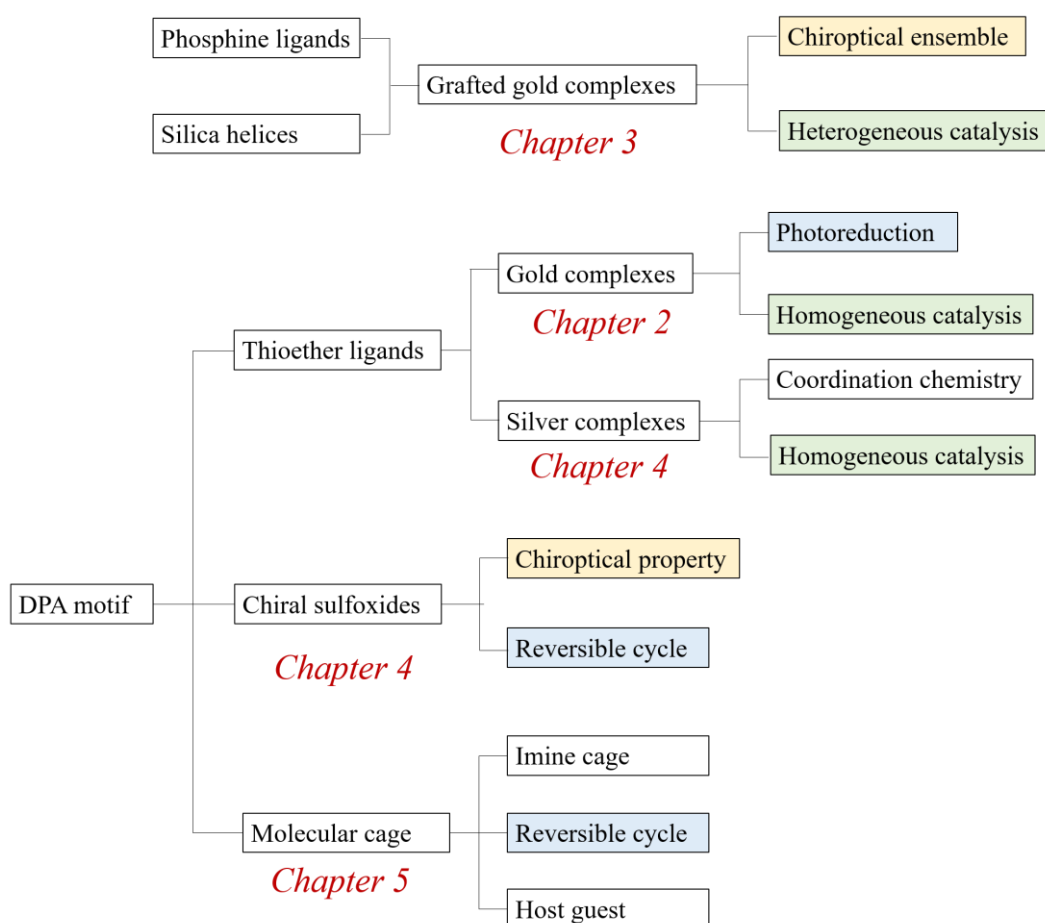 Phosphine ligands
Chiroptical ensemble
Grafted gold complexes
Silica helices
Heterogeneous catalysis
Chapter 3
Photoreduction
Gold complexes
Chapter 2
Homogeneous catalysis
Thioether ligands
Coordination chemistry
Silver complexes
Chapter 4
Homogeneous catalysis
Chiroptical property
DPA motif
Chiral sulfoxides
Reversible cycle
Chapter 4
Imine cage
Molecular cage
Reversible cycle
Chapter 5
Host guest